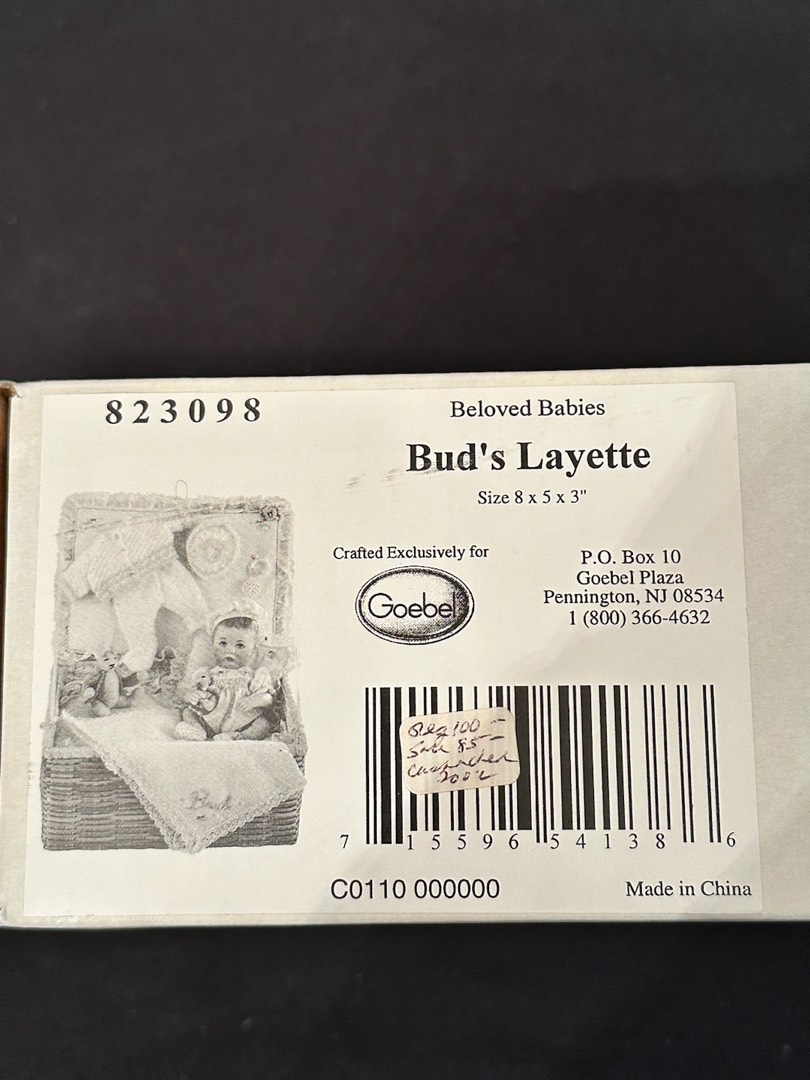 823098
Beloved Babies
Bud's Layette
Size 8 x 5 x 3"
Crafted Exclusively for
Goebel
P.O. Box 10
Goebel Plaza
Pennington, NJ 08534
1 (800) 366-4632
Bud
Reg 100 —
Sale 85 —
2002
7 15596 54138 6
C0110 000000
Made in China